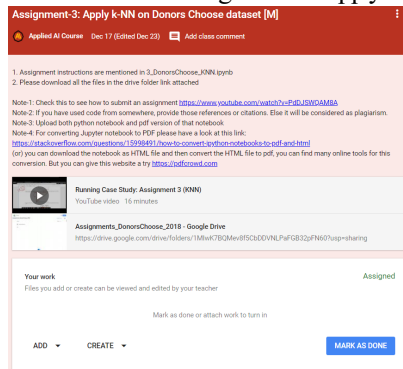 Assignment-3: Apply k-NN on Donors Choose dataset [M]
Applied AI Course Dec 17 (Edited Dec 23) Add class comment
1. Assignment instructions are mentioned in 3_DonorsChoose_KNN.ipynb
2. Please download all the files in the drive folder link attached
Note-1: Check this to see how to submit an assignment https://www.youtube.com/watch?v=PdDJSWQAM8A
Note-2: If you have used code from somewhere, provide those references or citations. Else it will be considered as plagiarism.
Note-3: Upload both python notebook and pdf version of that notebook
Note-4: For converting Jupyter notebook to PDF please have a look at this link:
https://stackoverflow.com/questions/15998491/how-to-convert-ipython-notebooks-to-pdf-and-html
(or) you can download the notebook as HTML file and then convert the HTML file to pdf, you can find many online tools for this
conversion. But you can give this website a try https://pdfcrowd.com
Running Case Study: Assignment 3 (KNN)
YouTube video 16 minutes
Assignments_DonorsChoose_2018 - Google Drive
https://drive.google.com/drive/folders/1MlwK7BQMev8f5CbDDVNLPaFGB32pFN60?usp=sharing
Your work Assigned
Files you add or create can be viewed and edited by your teacher
Mark as done or attach work to turn in
ADD CREATE MARK AS DONE